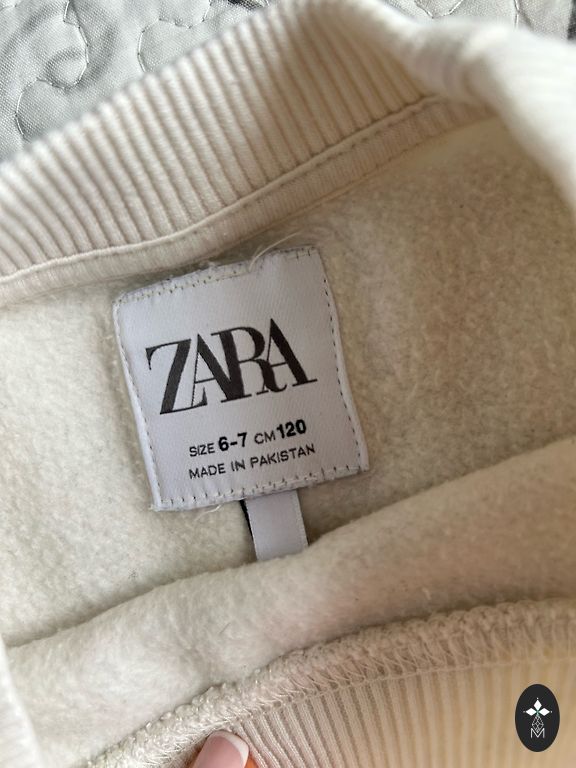 ZARA
SIZE 6-7 CM 120
MADE IN PAKISTAN
M